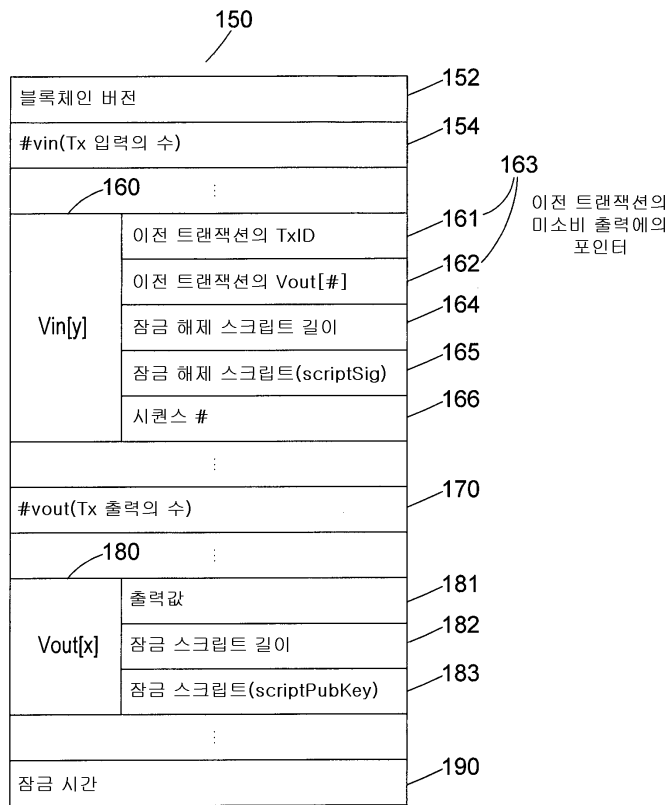 150
블록체인 버전
152
#vin(Tx 입력의 수)
154
160
163
이전 트랜잭션의
미소비 출력에의
포인터
Vin[y]
이전 트랜잭션의 TxID
161
이전 트랜잭션의 Vout[#]
162
잠금 해제 스크립트 길이
164
잠금 해제 스크립트(scriptSig)
165
시퀀스 #
166
#vout(Tx 출력의 수)
170
180
Vout[x]
출력값
181
잠금 스크립트 길이
182
잠금 스크립트(scriptPubKey)
183
잠금 시간
190